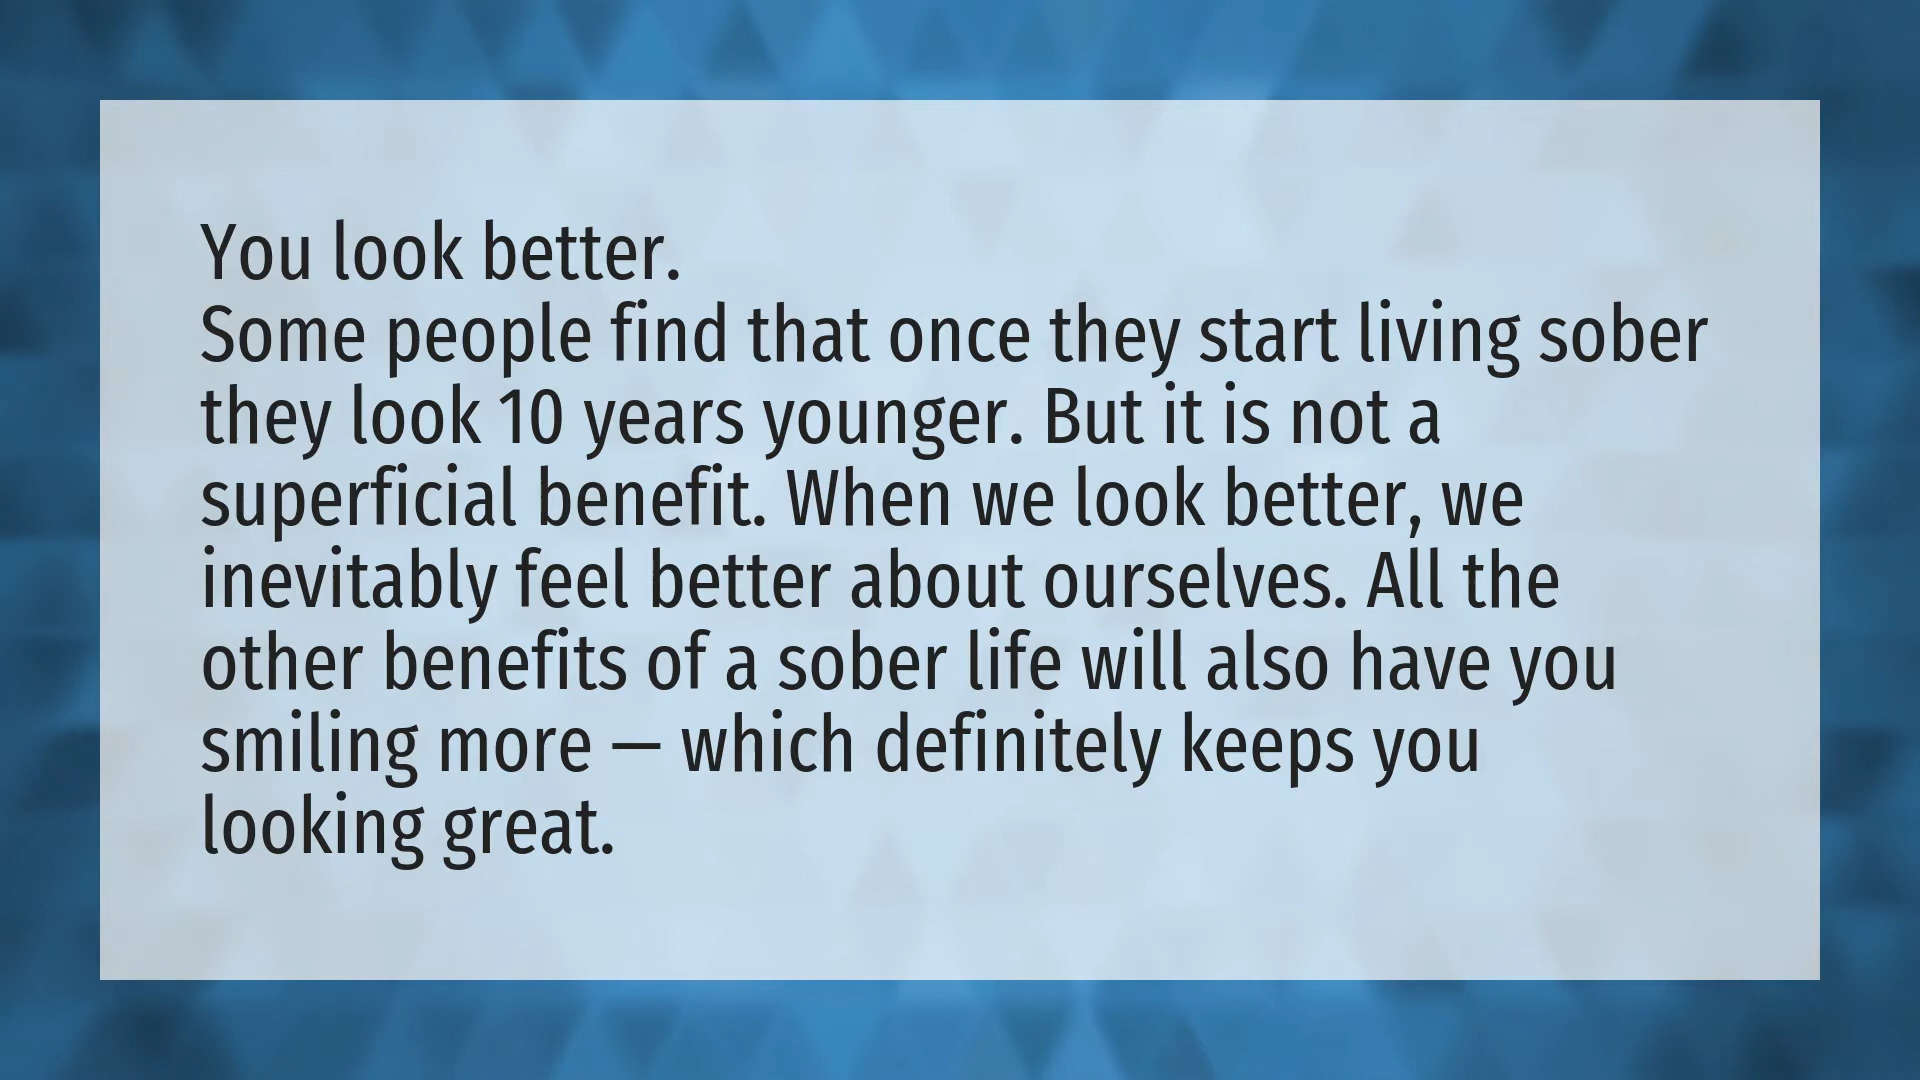 You look better.
Some people find that once they start living sober
they look 10 years younger. But it is not a
superficial benefit. When we look better, we
inevitably feel better about ourselves. All the
other benefits of a sober life will also have you
smiling more — which definitely keeps you
looking great.